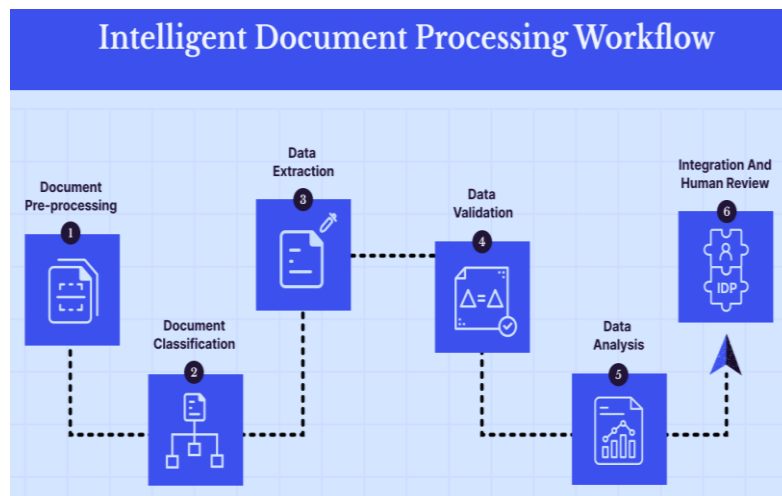 Intelligent Document Processing Workflow
Document
Pre-processing
1
Document
Classification
2
Data
Extraction
3
Data
Validation
4
Δ=Δ
Data
Analysis
5
Integration And
Human Review
6
IDP